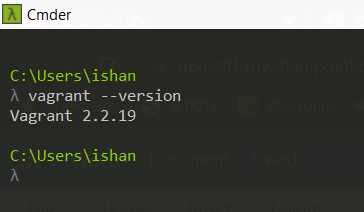 λ Cmder
C:\Users\ishan
λ vagrant --version
Vagrant 2.2.19
C:\Users\ishan
λ